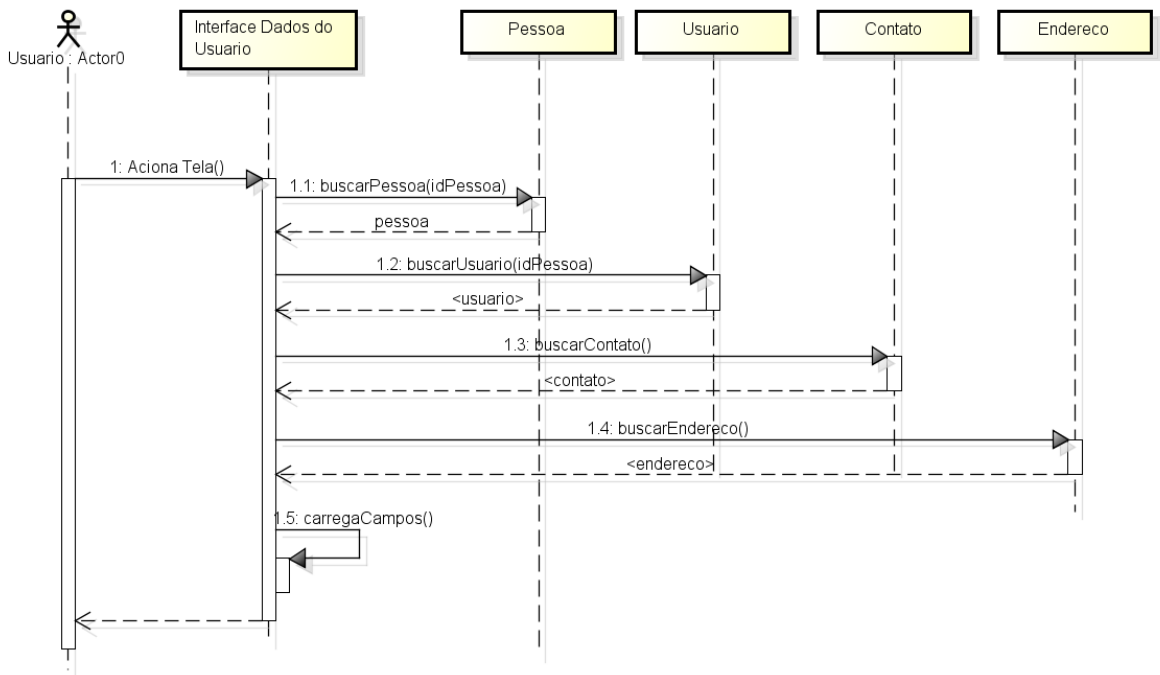 Usuario : Actor0
Interface Dados do
Usuario
Pessoa
Usuario
Contato
Endereco
1: Aciona Tela()
1.1: buscarPessoa(idPessoa)
pessoa
1.2: buscarUsuario(idPessoa)
<usuario>
1.3: buscarContato()
<contato>
1.4: buscarEndereco()
<endereco>
1.5: carregaCampos()